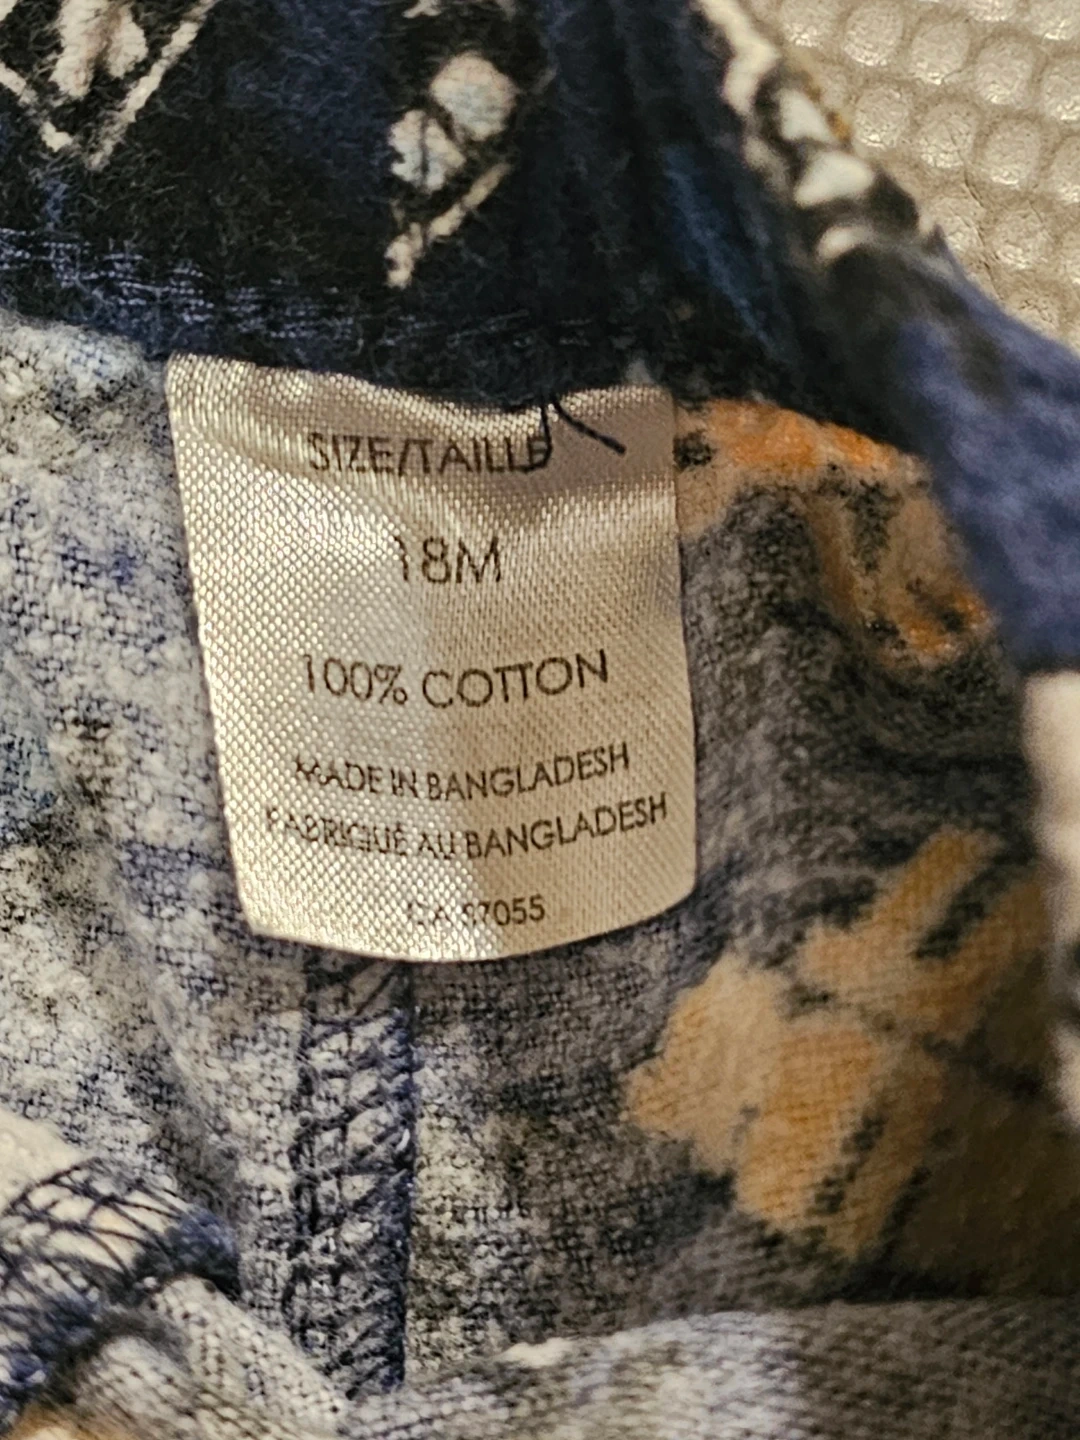 SIZE/TAILLE
18M
100% COTTON
MADE IN BANGLADESH
FABRIQUÉ AU BANGLADESH
CA 57055